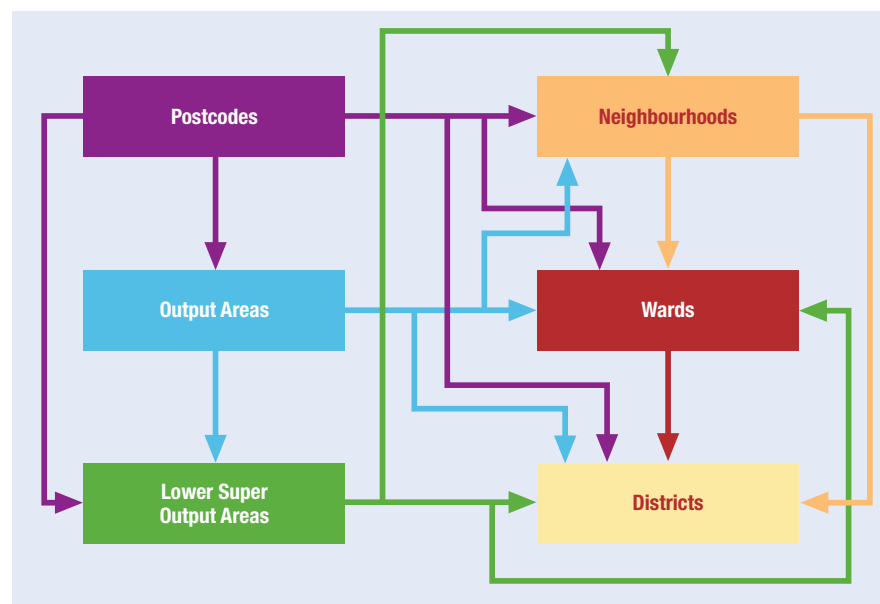 Postcodes
Neighbourhoods
Output Areas
Wards
Lower Super
Output Areas
Districts